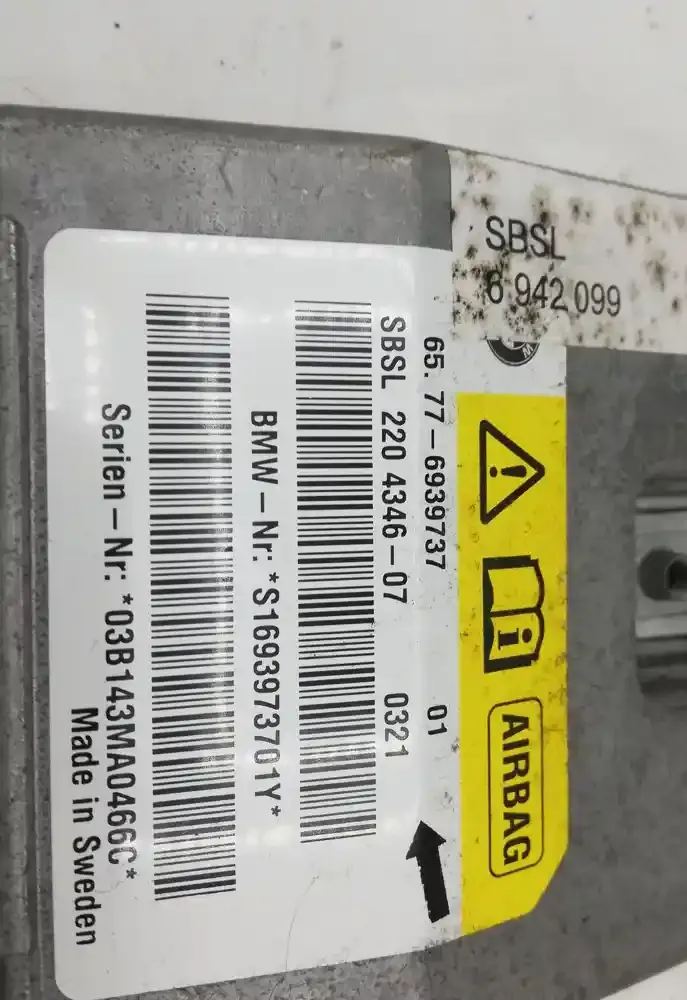 SBSL
6 942 099
AIRBAG
65. 77-6939737 01
SBSL 220 4346-07 0321
BMW-Nr: *S1693973701Y*
Serien-Nr: *03B143MA0466C*
Made in Sweden